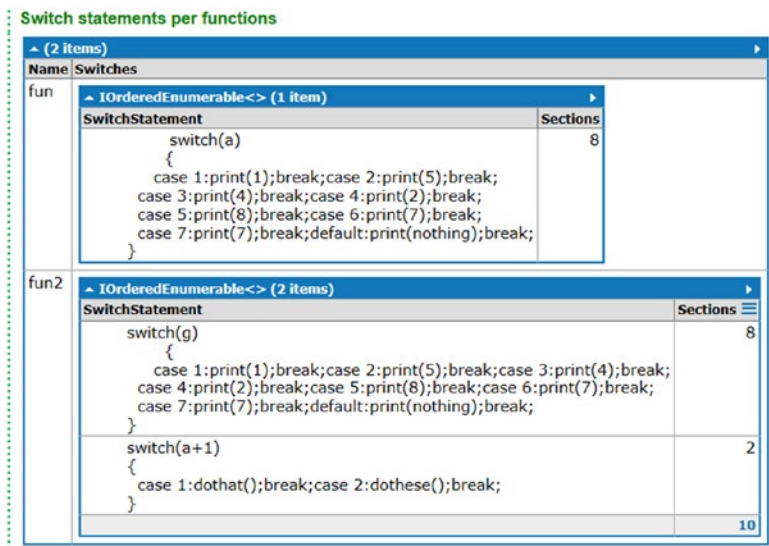 Switch statements per functions
(2 items)
Name Switches
fun
IOrderedEnumerable<> (1 item)
SwitchStatement Sections
switch(a) 8
{
case 1:print(1);break;case 2:print(5);break;
case 3:print(4);break;case 4:print(2);break;
case 5:print(8);break;case 6:print(7);break;
case 7:print(7);break;default:print(nothing);break;
}
fun2
IOrderedEnumerable<> (2 items)
SwitchStatement Sections
switch(g) 8
{
case 1:print(1);break;case 2:print(5);break;case 3:print(4);break;
case 4:print(2);break;case 5:print(8);break;case 6:print(7);break;
case 7:print(7);break;default:print(nothing);break;
}
switch(a+1) 2
{
case 1:dothat();break;case 2:dothese();break;
}
10